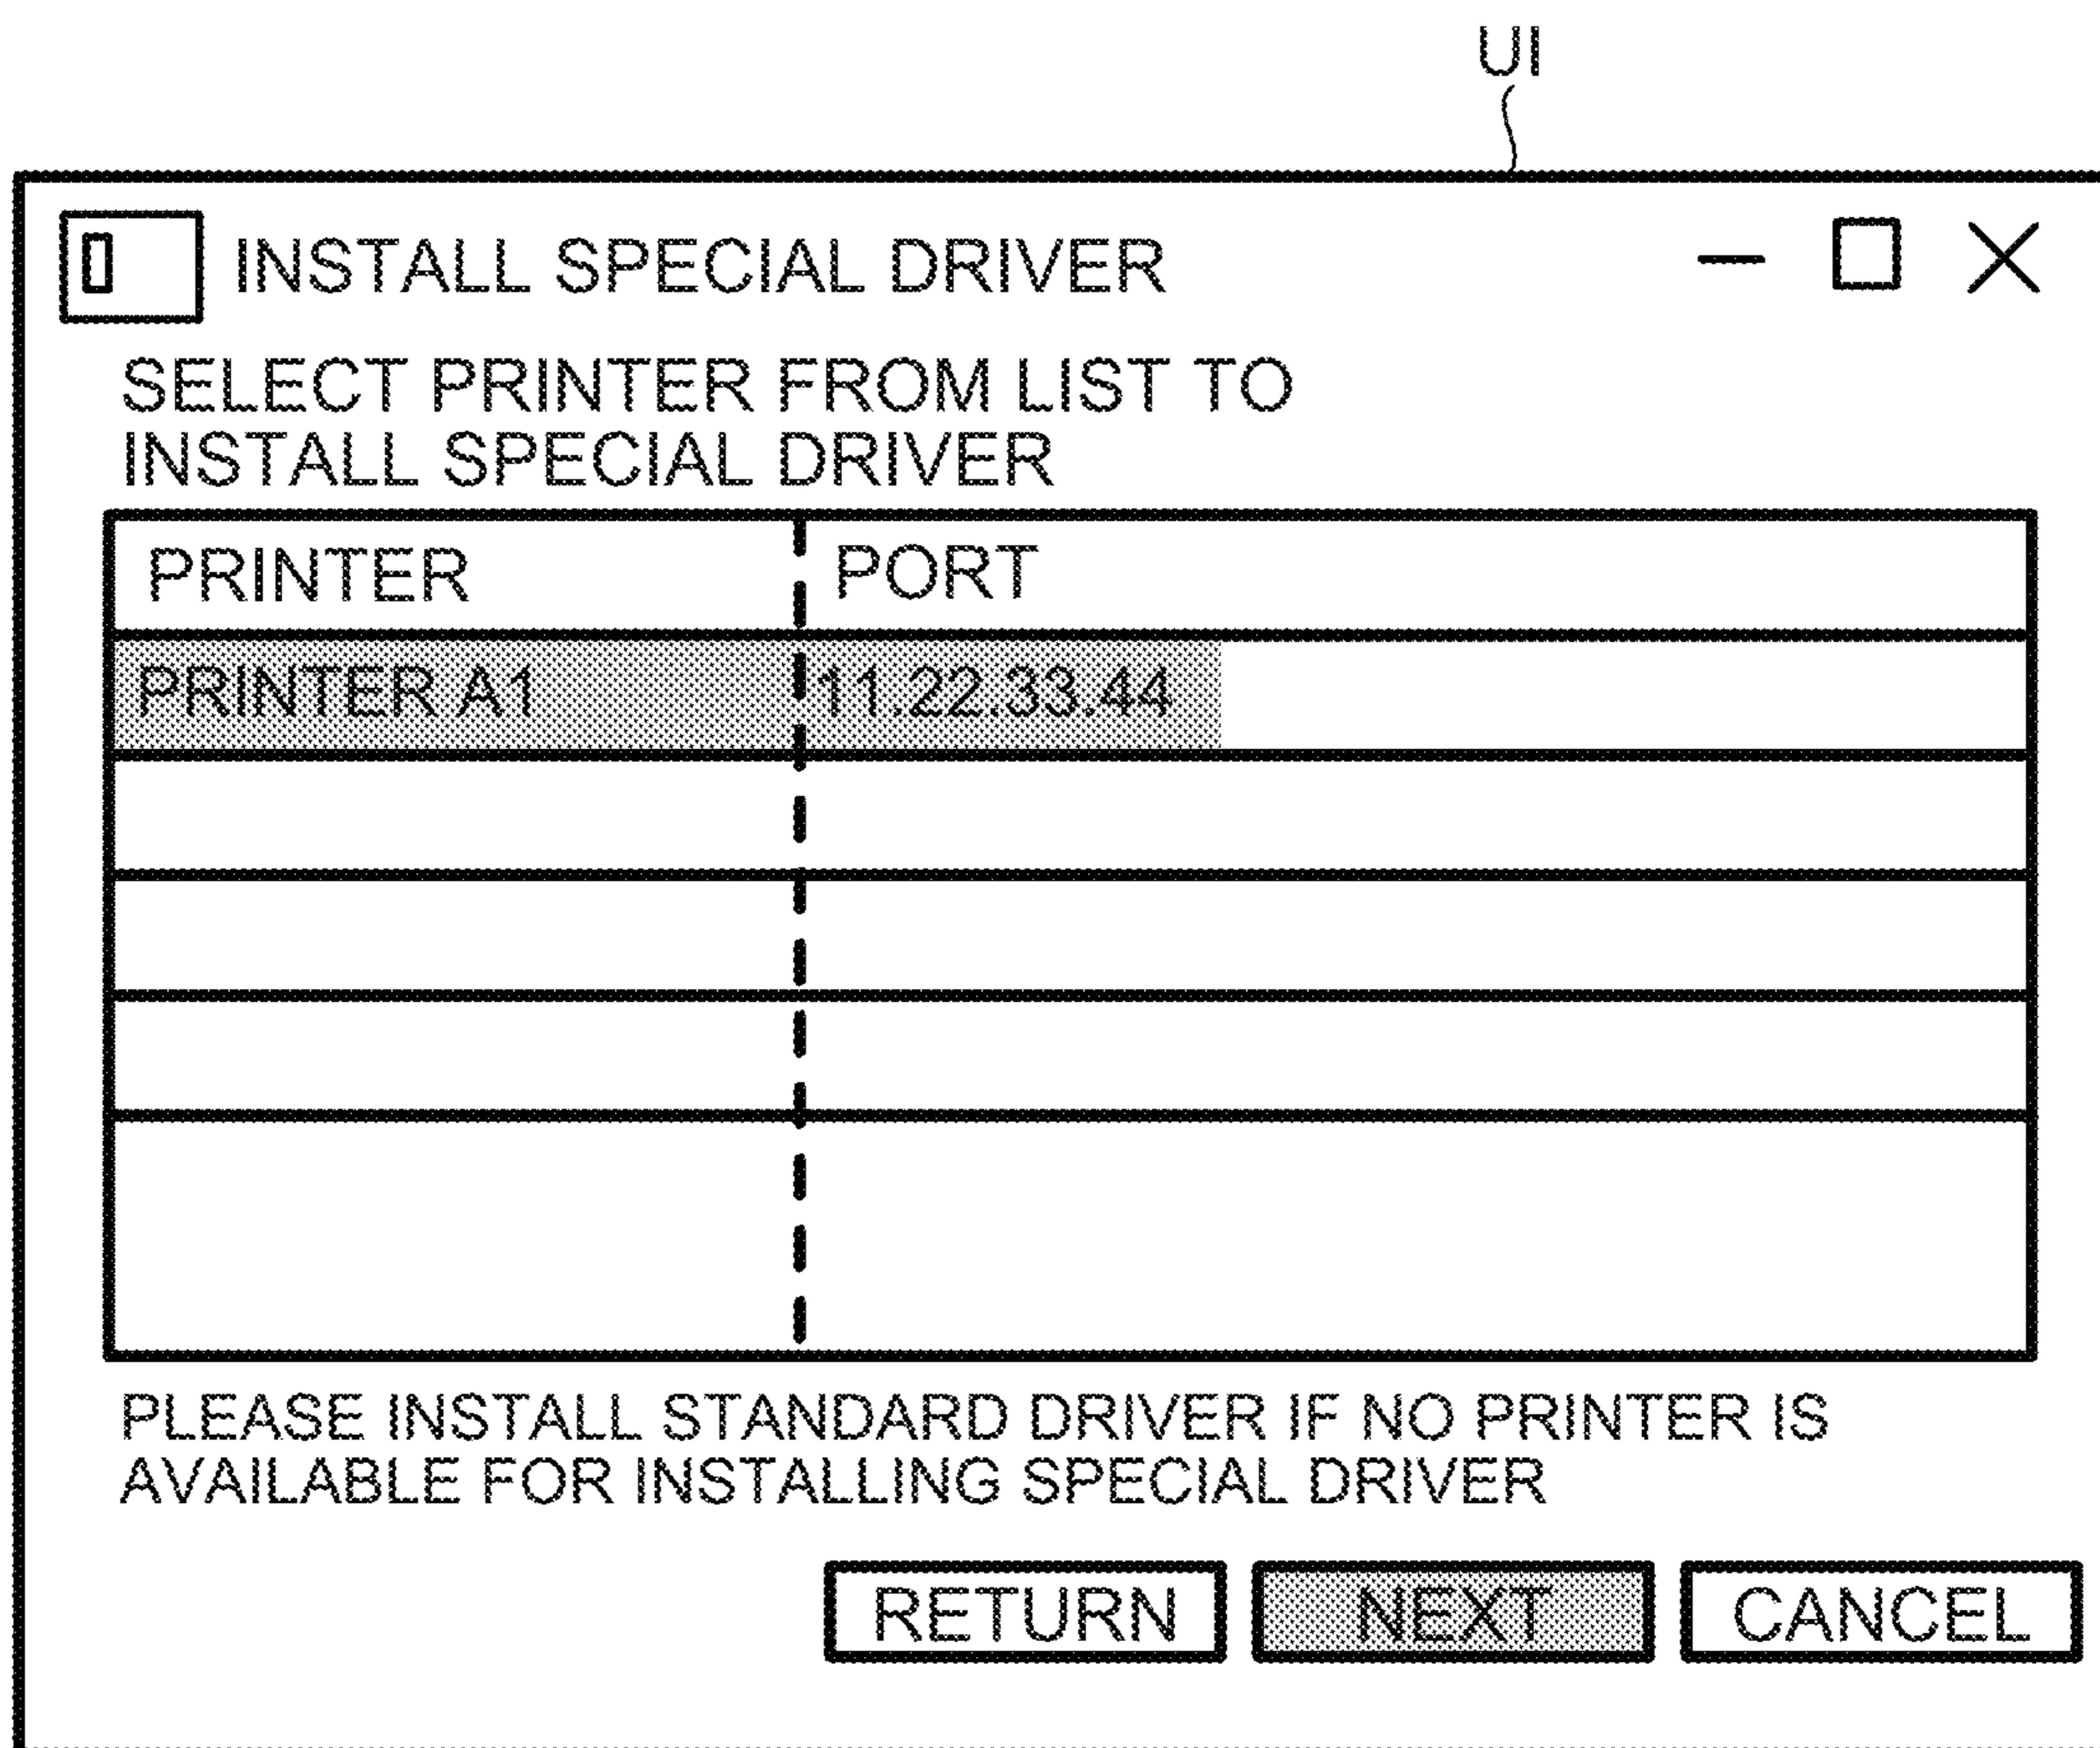 UI
INSTALL SPECIAL DRIVER
SELECT PRINTER FROM LIST TO
INSTALL SPECIAL DRIVER
PRINTER PORT
PRINTER A1 11.22.33.44
PLEASE INSTALL STANDARD DRIVER IF NO PRINTER IS
AVAILABLE FOR INSTALLING SPECIAL DRIVER
RETURN NEXT CANCEL